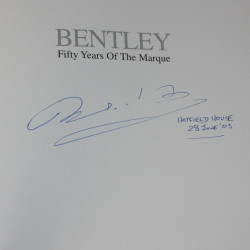 BENTLEY
Fifty Years Of The Marque
HATFIELD HOUSE
28 JUNE '03